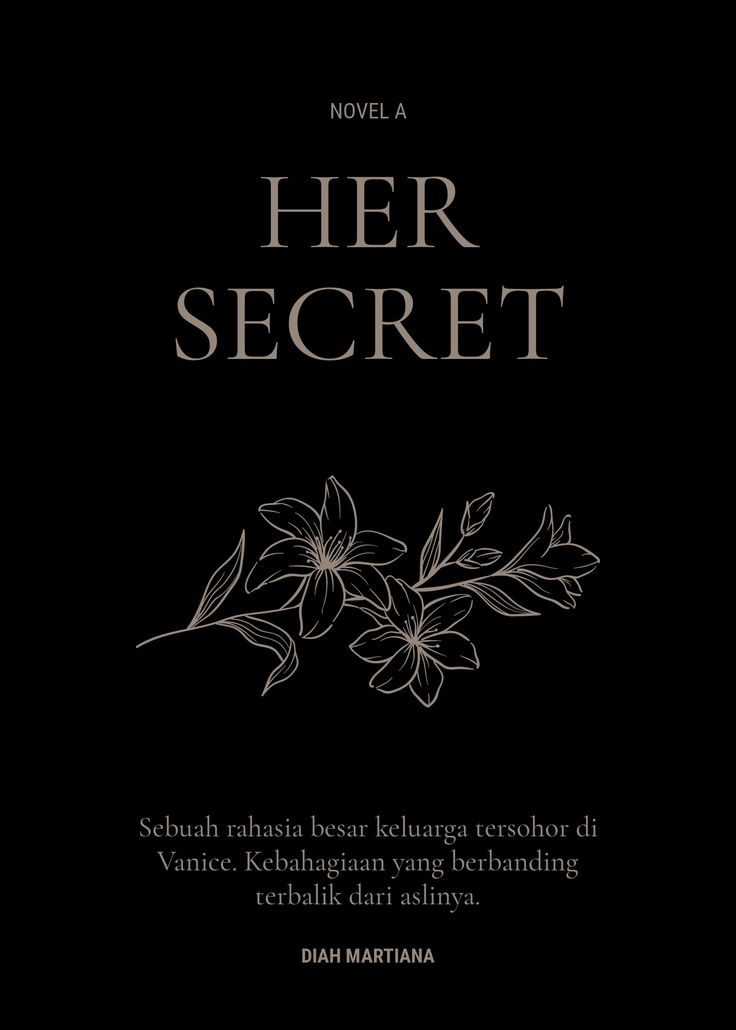 NOVEL A
HER
SECRET
Sebuah rahasia besar keluarga tersohor di
Vanice. Kebahagiaan yang berbanding
terbalik dari aslinya.
DIAH MARTIANA